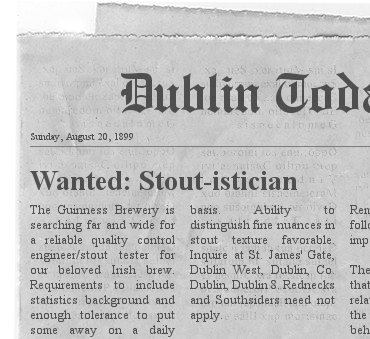 Dublin Toda
Sunday, August 20, 1899
Wanted: Stout-istician
The Guinness Brewery is
searching far and wide for
a reliable quality control
engineer/stout tester for
our beloved Irish brew.
Requirements to include
statistics background and
enough tolerance to put
some away on a daily
basis. Ability to
distinguish fine nuances in
stout texture favorable.
Inquire at St. James' Gate,
Dublin West, Dublin, Co.
Dublin, Dublin 8. Rednecks
and Southsiders need not
apply.
Rem
follo
imp
The
that
relat
the
beh